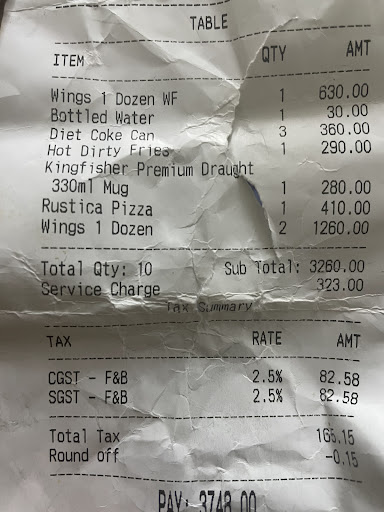 TABLE
ITEM QTY AMT
Wings 1 Dozen WF 1 630.00
Bottled Water 1 30.00
Diet Coke Can 3 360.00
Hot Dirty Fries 1 290.00
Kingfisher Premium Draught
330ml Mug 1 280.00
Rustica Pizza 1 410.00
Wings 1 Dozen 2 1260.00
Total Qty: 10 Sub Total: 3260.00
Service Charge 323.00
Tax Summary
TAX RATE AMT
CGST - F&B 2.5% 82.58
SGST - F&B 2.5% 82.58
Total Tax 165.15
Round off -0.15
PAY: 3748.00